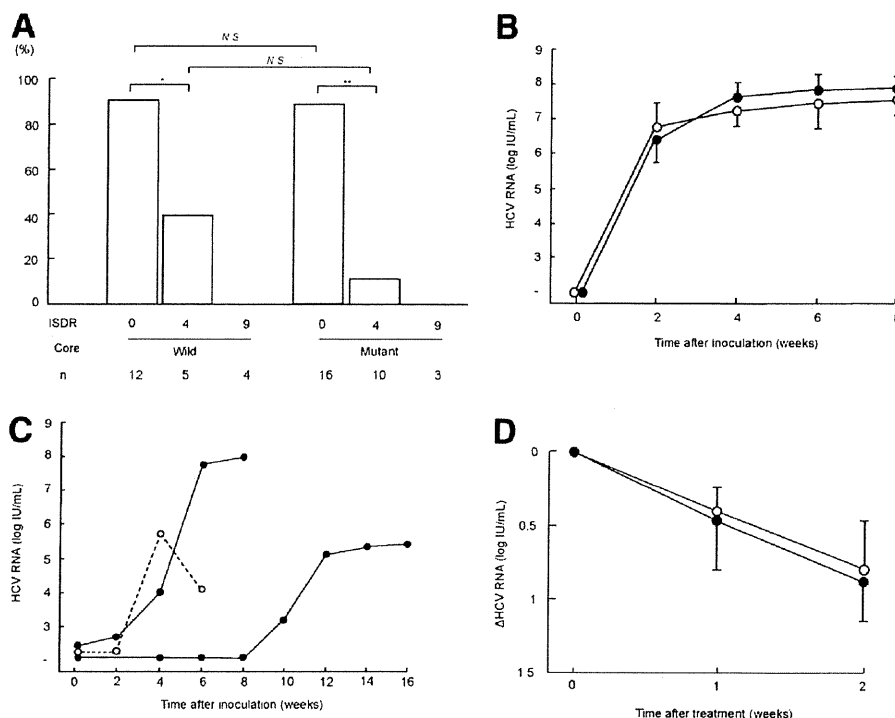 A
(%)
NS
NS
*
**
100
80
60
40
20
0
ISDR 0 4 9 0 4 9
Core Wild Mutant
n 12 5 4 16 10 3
B
HCV RNA (log IU/mL)
9
8
7
6
5
3
-
0 2 4 6 8
Time after inoculation (weeks)
C
HCV RNA (log IU/mL)
9
8
7
6
5
4
3
-
0 2 4 6 8 10 12 14 16
Time after inoculation (weeks)
D
ΔHCV RNA (log IU/mL)
0
0.5
1
1 5
0 1 2
Time after treatment (weeks)